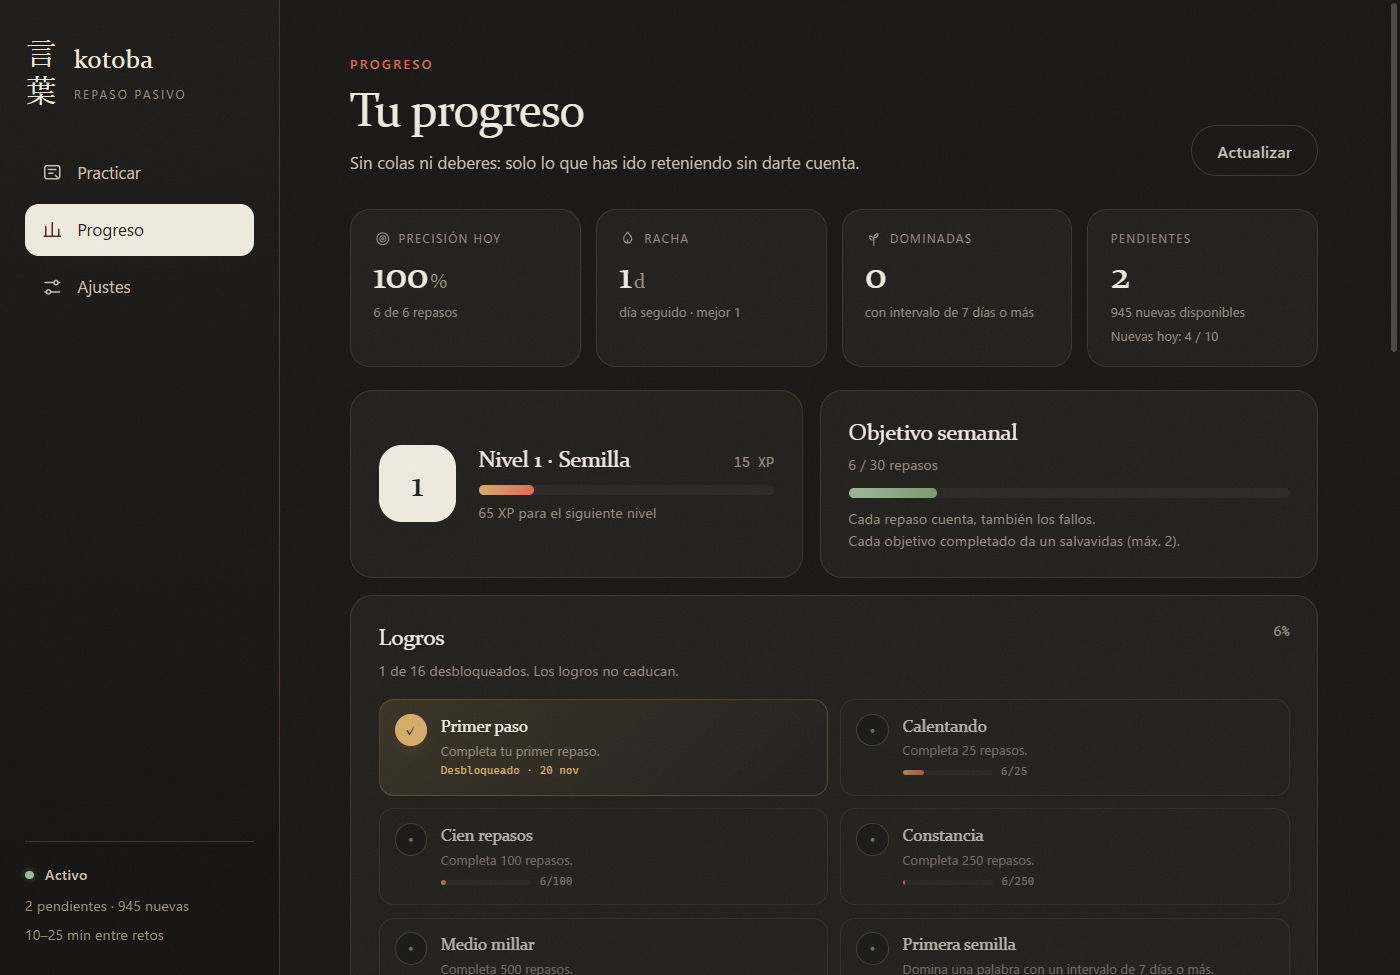 言葉
kotoba
REPASO PASIVO
Practicar
Progreso
Ajustes
Activo
2 pendientes · 945 nuevas
10–25 min entre retos
PROGRESO
Tu progreso
Sin colas ni deberes: solo lo que has ido reteniendo sin darte cuenta.
Actualizar
PRECISIÓN HOY
100%
6 de 6 repasos
RACHA
1d
día seguido · mejor 1
DOMINADAS
0
con intervalo de 7 días o más
PENDIENTES
2
945 nuevas disponibles
Nuevas hoy: 4 / 10
1
Nivel 1 · Semilla
15 XP
65 XP para el siguiente nivel
Objetivo semanal
6 / 30 repasos
Cada repaso cuenta, también los fallos.
Cada objetivo completado da un salvavidas (máx. 2).
Logros
6%
1 de 16 desbloqueados. Los logros no caducan.
✓
Primer paso
Completa tu primer repaso.
Desbloqueado · 20 nov
Calentando
Completa 25 repasos.
6/25
Cien repasos
Completa 100 repasos.
6/100
Constancia
Completa 250 repasos.
6/250
Medio millar
Completa 500 repasos.
Primera semilla
Domina una palabra con un intervalo de 7 días o más.